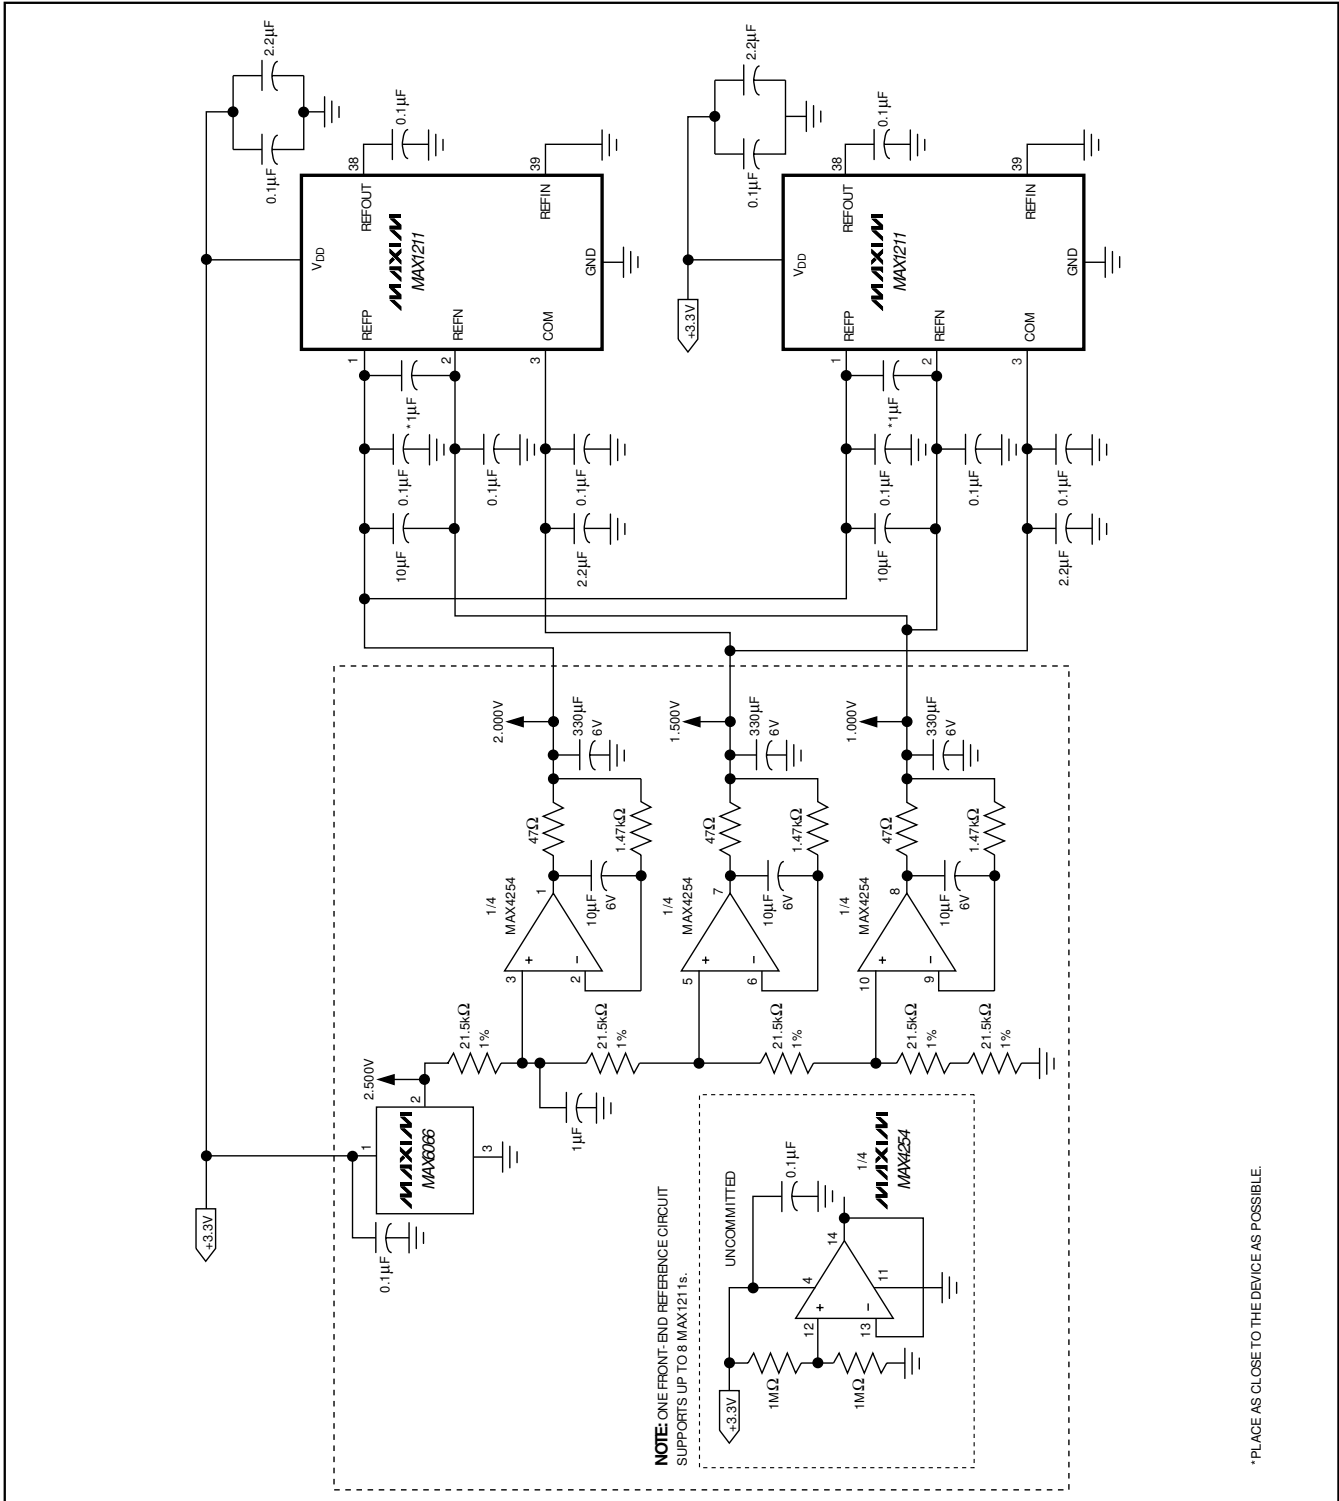 +3.3V
0.1µF
1
MAXIM
MAX6066
3
2
2.500V
21.5kΩ
1%
1µF
21.5kΩ
1%
21.5kΩ
1%
21.5kΩ
1%
21.5kΩ
1%
3
2
+
−
1/4
MAX4254
1
10µF
6V
47Ω
1.47kΩ
2.000V
330µF
6V
5
6
+
−
1/4
MAX4254
7
10µF
6V
47Ω
1.47kΩ
1.500V
330µF
6V
10
9
+
−
1/4
MAX4254
8
10µF
6V
47Ω
1.47kΩ
1.000V
330µF
6V
NOTE: ONE FRONT-END REFERENCE CIRCUIT
SUPPORTS UP TO 8 MAX1211s.
UNCOMMITTED
+3.3V
1MΩ
1MΩ
0.1µF
12
13
+
−
4
11
14
1/4
MAXIM
MAX4254
0.1µF
2.2µF
VDD
REFOUT
38
0.1µF
MAXIM
MAX1211
REFIN
39
GND
REFP
1
REFN
2
COM
3
*1µF
0.1µF
10µF
0.1µF
0.1µF
2.2µF
+3.3V
0.1µF
2.2µF
VDD
REFOUT
38
0.1µF
MAXIM
MAX1211
REFIN
39
GND
REFP
1
REFN
2
COM
3
*1µF
0.1µF
10µF
0.1µF
0.1µF
2.2µF
*PLACE AS CLOSE TO THE DEVICE AS POSSIBLE.